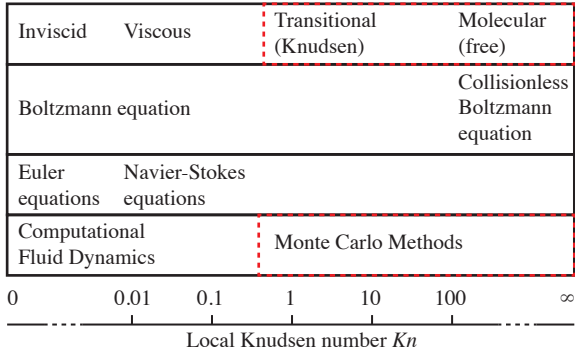 Inviscid Viscous Transitional Molecular
(Knudsen) (free)
Boltzmann equation
Collisionless
Boltzmann
equation
Euler Navier-Stokes
equations equations
Computational
Fluid Dynamics
Monte Carlo Methods
0 0.01 0.1 1 10 100 ∞
Local Knudsen number Kn